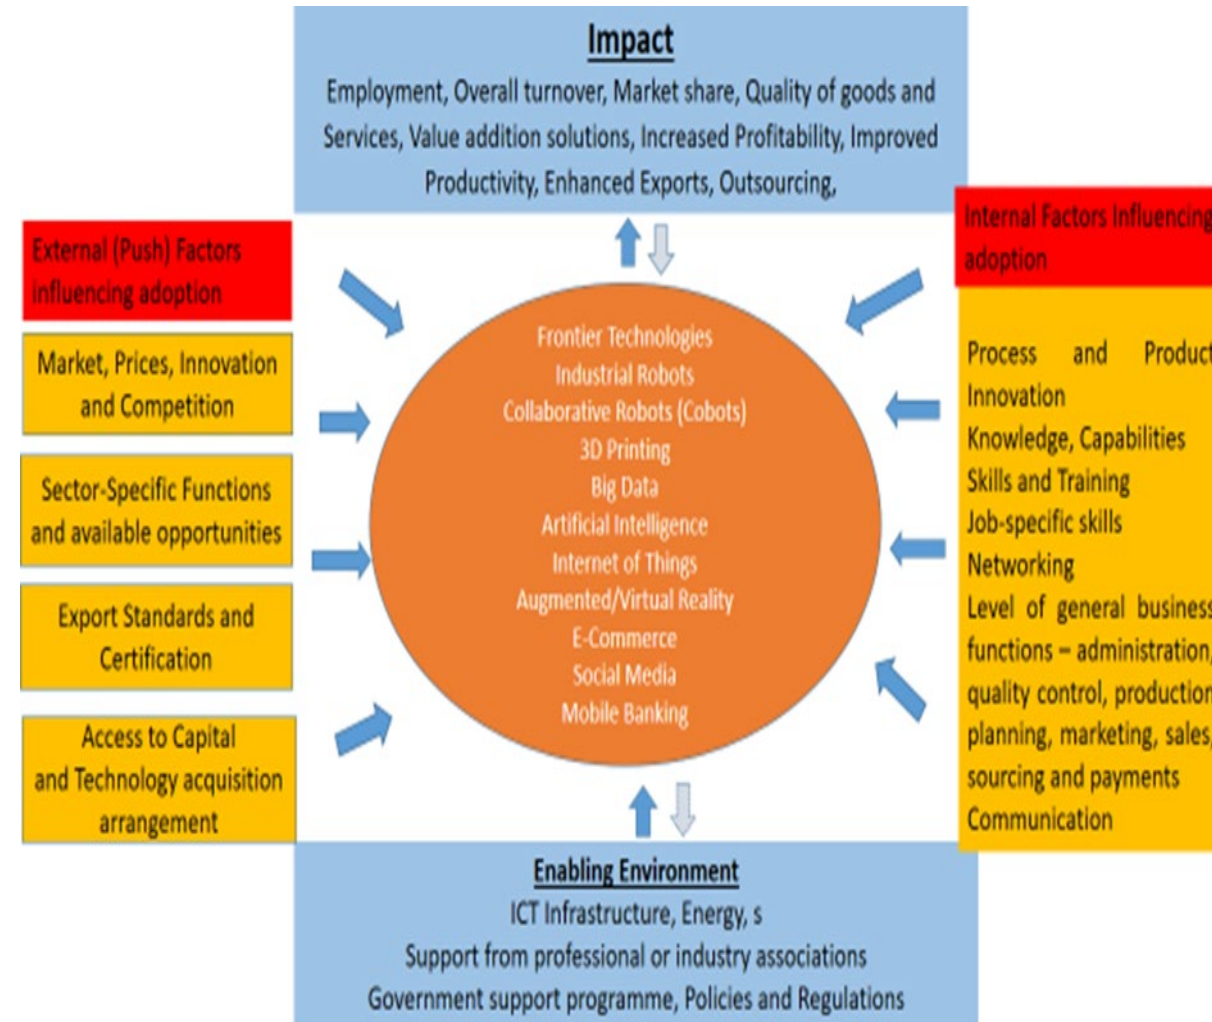 Impact
Employment, Overall turnover, Market share, Quality of goods and
Services, Value addition solutions, Increased Profitability, Improved
Productivity, Enhanced Exports, Outsourcing,
External (Push) Factors
influencing adoption
Market, Prices, Innovation
and Competition
Sector-Specific Functions
and available opportunities
Export Standards and
Certification
Access to Capital
and Technology acquisition
arrangement
Frontier Technologies
Industrial Robots
Collaborative Robots (Cobots)
3D Printing
Big Data
Artificial Intelligence
Internet of Things
Augmented/Virtual Reality
E-Commerce
Social Media
Mobile Banking
Internal Factors Influencing
adoption
Process and Product
Innovation
Knowledge, Capabilities
Skills and Training
Job-specific skills
Networking
Level of general business
functions – administration,
quality control, production
planning, marketing, sales,
sourcing and payments
Communication
Enabling Environment
ICT Infrastructure, Energy, s
Support from professional or industry associations
Government support programme, Policies and Regulations